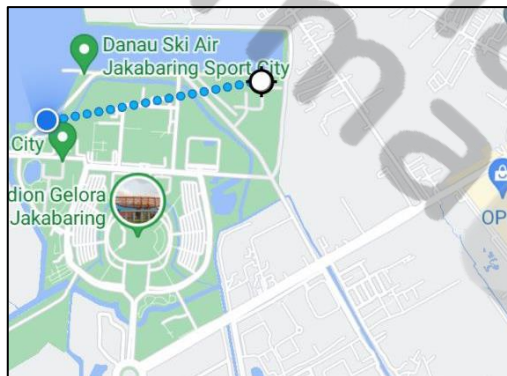 Danau Ski Air
Jakabaring Sport City
City
dion Gelora
Jakabaring
OP